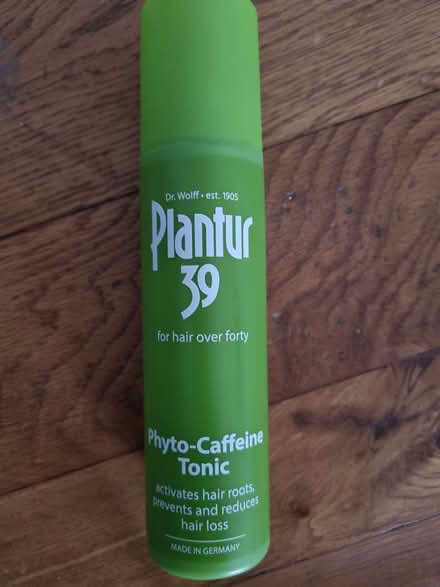 Dr. Wolff • est. 1905
Plantur
39
for hair over forty
Phyto-Caffeine
Tonic
activates hair roots,
prevents and reduces
hair loss
MADE IN GERMANY